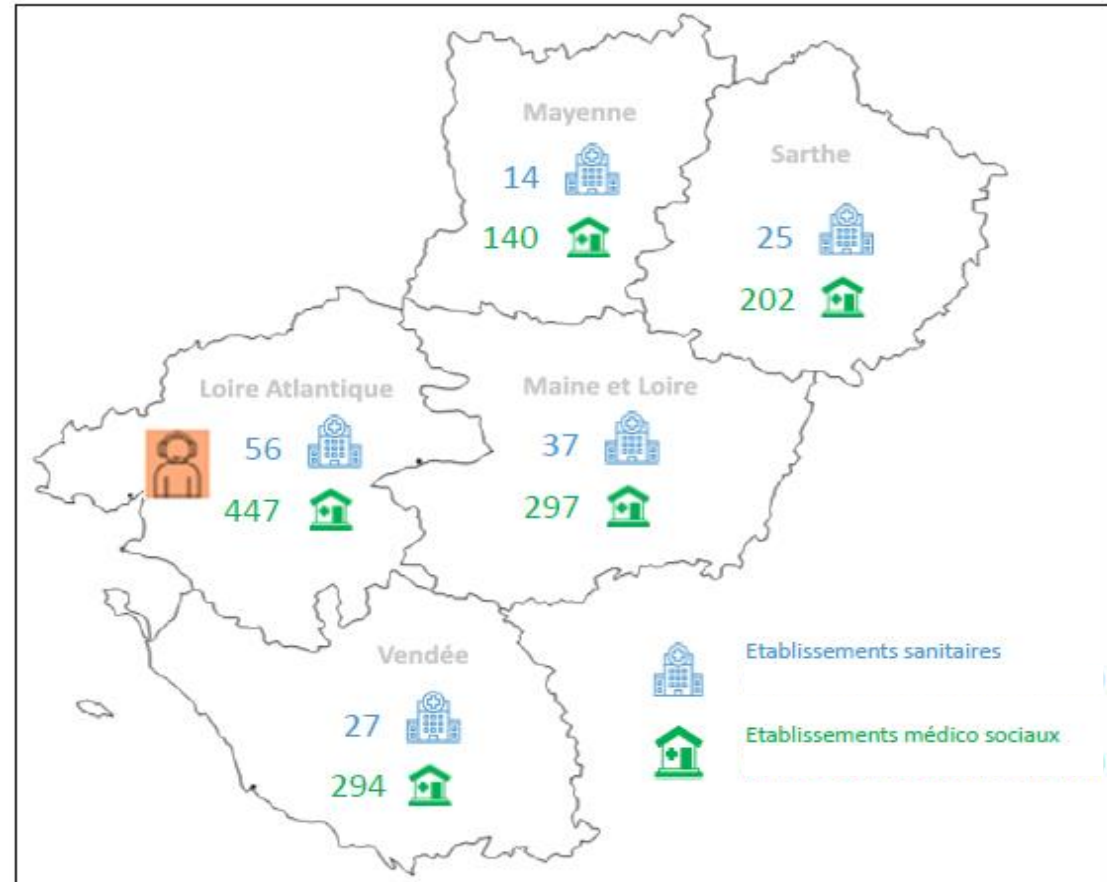 Mayenne
14
140
Sarthe
25
202
Loire Atlantique
56
447
Maine et Loire
37
297
Vendée
27
294
Etablissements sanitaires
Etablissements médico sociaux